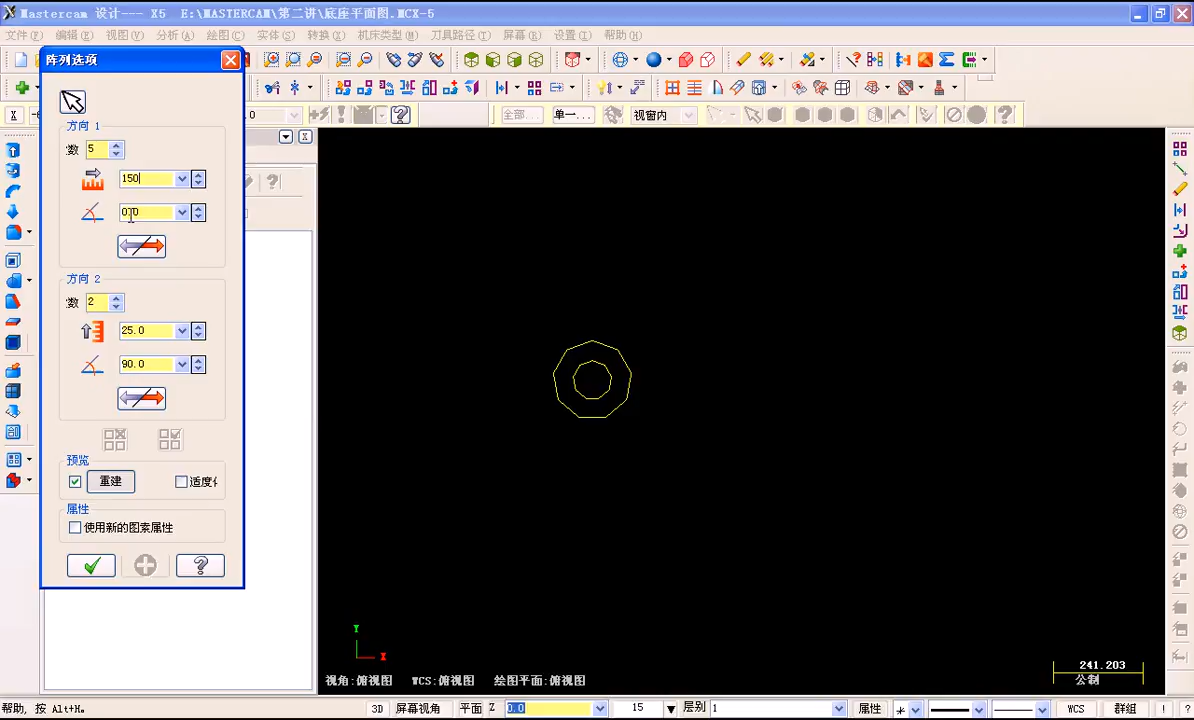 Mastercam 设计--- X5 E:\MASTERCAM\第二讲\底座平面图.MCX-5
文件(F) 编辑(E) 视图(V) 分析(A) 绘图(C) 实体(S) 转换(X) 机床类型(M) 刀具路径(T) 屏幕(R) 设置(I) 帮助(H)
阵列选项
X
全部... 单一... 视窗内
方向 1
数 5
150
0.0
方向 2
数 2
25.0
90.0
预览
重建 适度化
属性
使用新的图素属性
Y
X
视角:俯视图 WCS:俯视图 绘图平面:俯视图
241.203
公制
帮助, 按 Alt+H。
3D 屏幕视角 平面 Z 0.0 15 层别 1 属性 WCS 群组